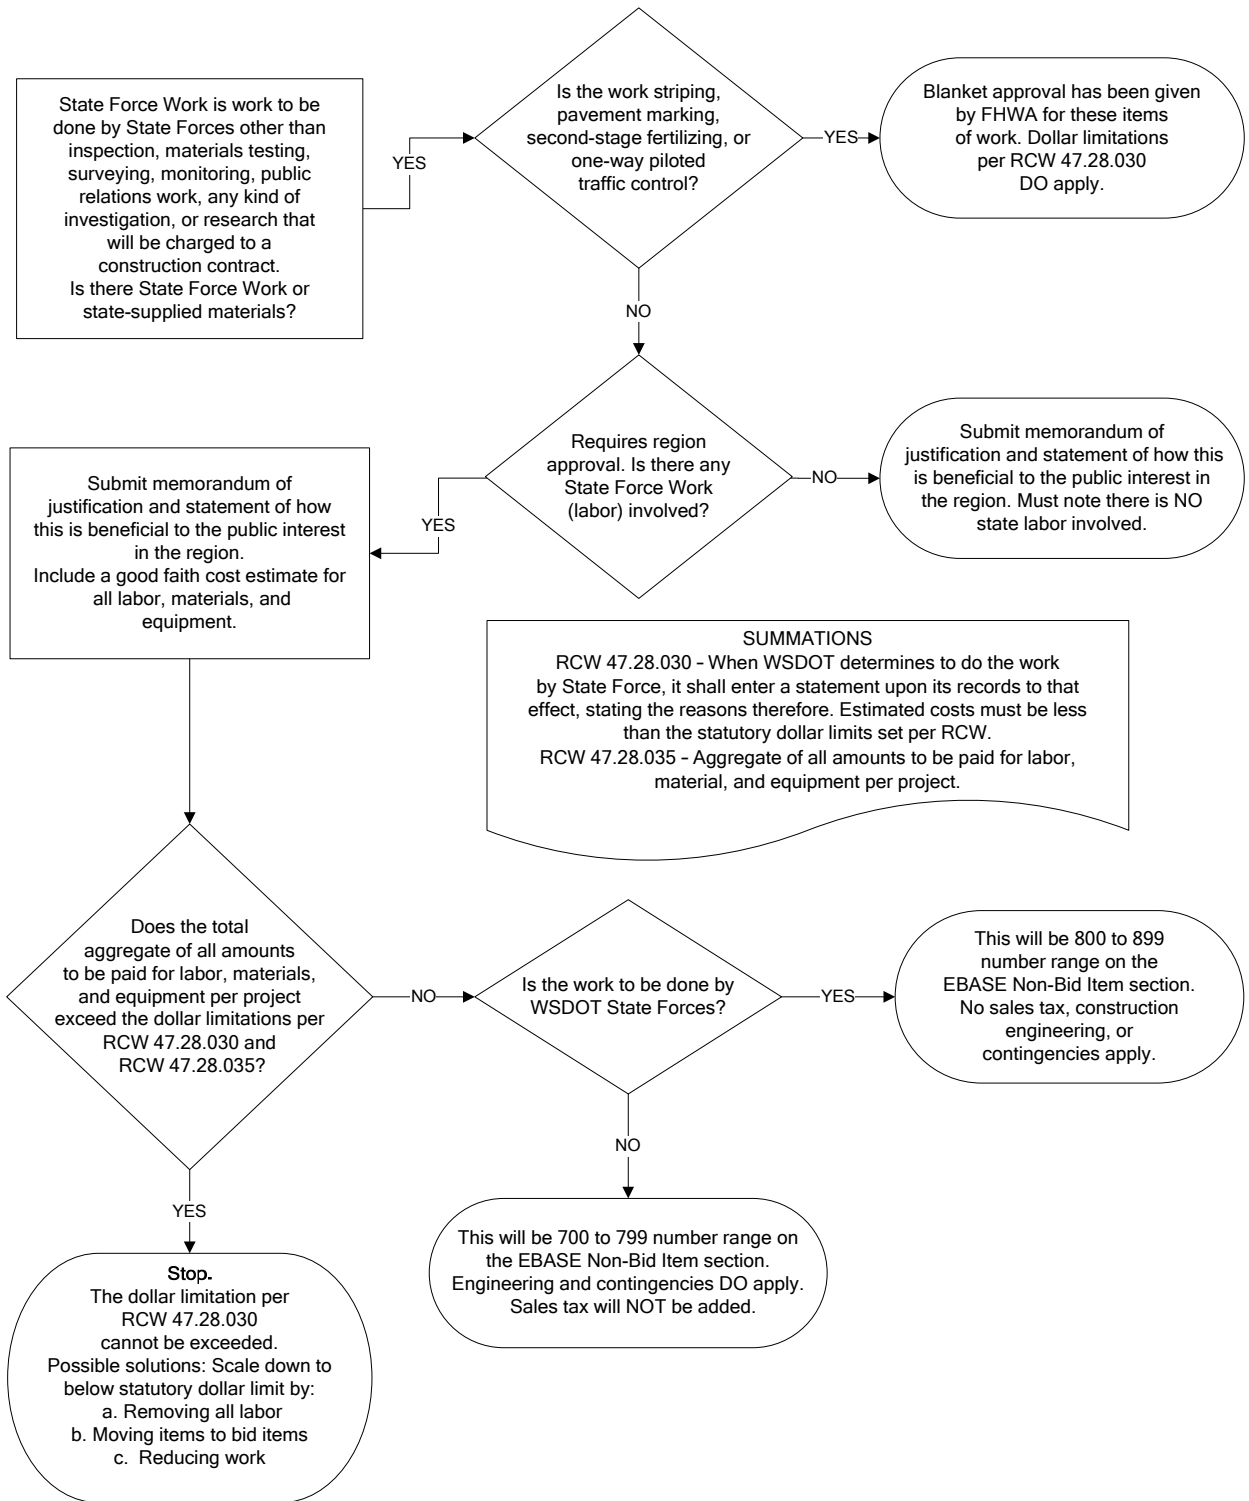 State Force Work is work to be
done by State Forces other than
inspection, materials testing,
surveying, monitoring, public
relations work, any kind of
investigation, or research that
will be charged to a
construction contract.
Is there State Force Work or
state-supplied materials?
YES
Is the work striping,
pavement marking,
second-stage fertilizing, or
one-way piloted
traffic control?
YES
Blanket approval has been given
by FHWA for these items
of work. Dollar limitations
per RCW 47.28.030
DO apply.
NO
Requires region
approval. Is there any
State Force Work
(labor) involved?
NO
Submit memorandum of
justification and statement of how this
is beneficial to the public interest in
the region. Must note there is NO
state labor involved.
YES
Submit memorandum of
justification and statement of how
this is beneficial to the public interest
in the region.
Include a good faith cost estimate for
all labor, materials, and
equipment.
SUMMATIONS
RCW 47.28.030 - When WSDOT determines to do the work
by State Force, it shall enter a statement upon its records to that
effect, stating the reasons therefore. Estimated costs must be less
than the statutory dollar limits set per RCW.
RCW 47.28.035 - Aggregate of all amounts to be paid for labor,
material, and equipment per project.
Does the total
aggregate of all amounts
to be paid for labor, materials,
and equipment per project
exceed the dollar limitations per
RCW 47.28.030 and
RCW 47.28.035?
NO
Is the work to be done by
WSDOT State Forces?
YES
This will be 800 to 899
number range on the
EBASE Non-Bid Item section.
No sales tax, construction
engineering, or
contingencies apply.
NO
This will be 700 to 799 number range on
the EBASE Non-Bid Item section.
Engineering and contingencies DO apply.
Sales tax will NOT be added.
YES
Stop.
The dollar limitation per
RCW 47.28.030
cannot be exceeded.
Possible solutions: Scale down to
below statutory dollar limit by:
a. Removing all labor
b. Moving items to bid items
c. Reducing work